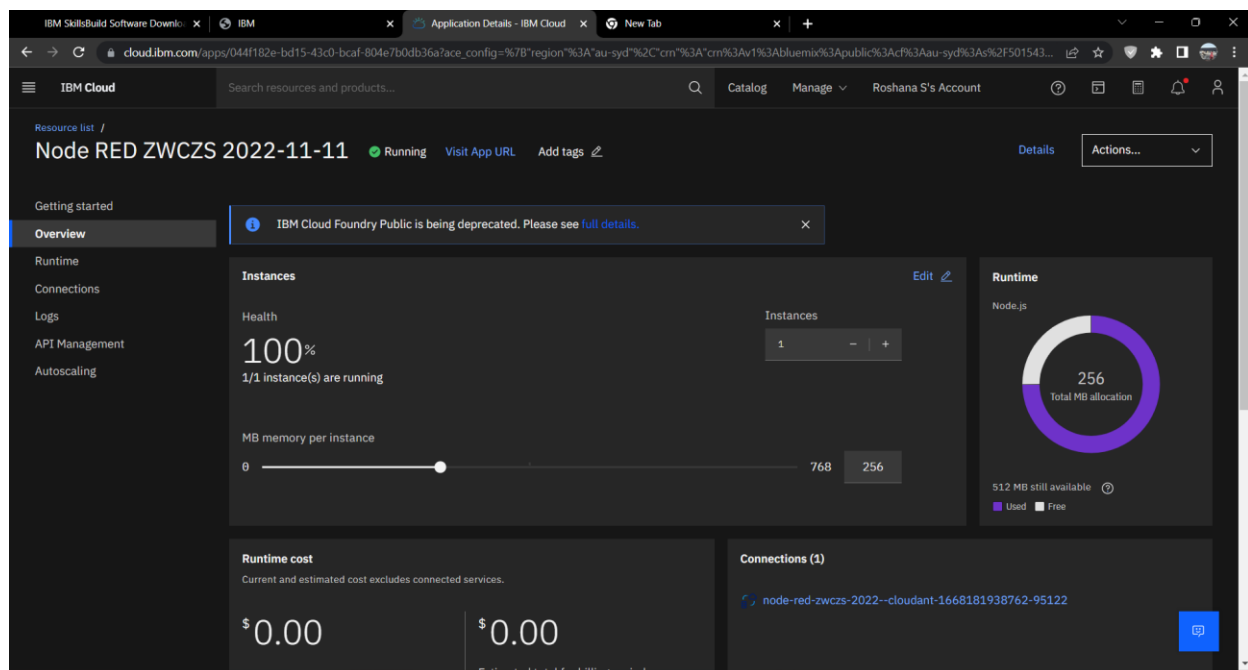 IBM SkillsBuild Software Downlo
IBM
Application Details - IBM Cloud
New Tab
cloud.ibm.com/apps/044f182e-bd15-43c0-bcaf-804e7b0db36a?ace_config=%7B"region"%3A"au-syd"%2C"crn"%3A"crn%3Av1%3Abluemix%3Apublic%3Acf%3Aau-syd%3As%2F501543...
IBM Cloud
Search resources and products...
Catalog
Manage
Roshana S's Account
Resource list /
Node RED ZWCZS 2022-11-11
Running
Visit App URL
Add tags
Details
Actions...
Getting started
Overview
Runtime
Connections
Logs
API Management
Autoscaling
IBM Cloud Foundry Public is being deprecated. Please see full details.
Instances
Edit
Health
100%
1/1 instance(s) are running
Instances
1 - | +
MB memory per instance
0
768
256
Runtime
Node.js
256
Total MB allocation
512 MB still available
Used
Free
Runtime cost
Current and estimated cost excludes connected services.
$0.00
$0.00
Connections (1)
node-red-zwczs-2022--cloudant-1668181938762-95122